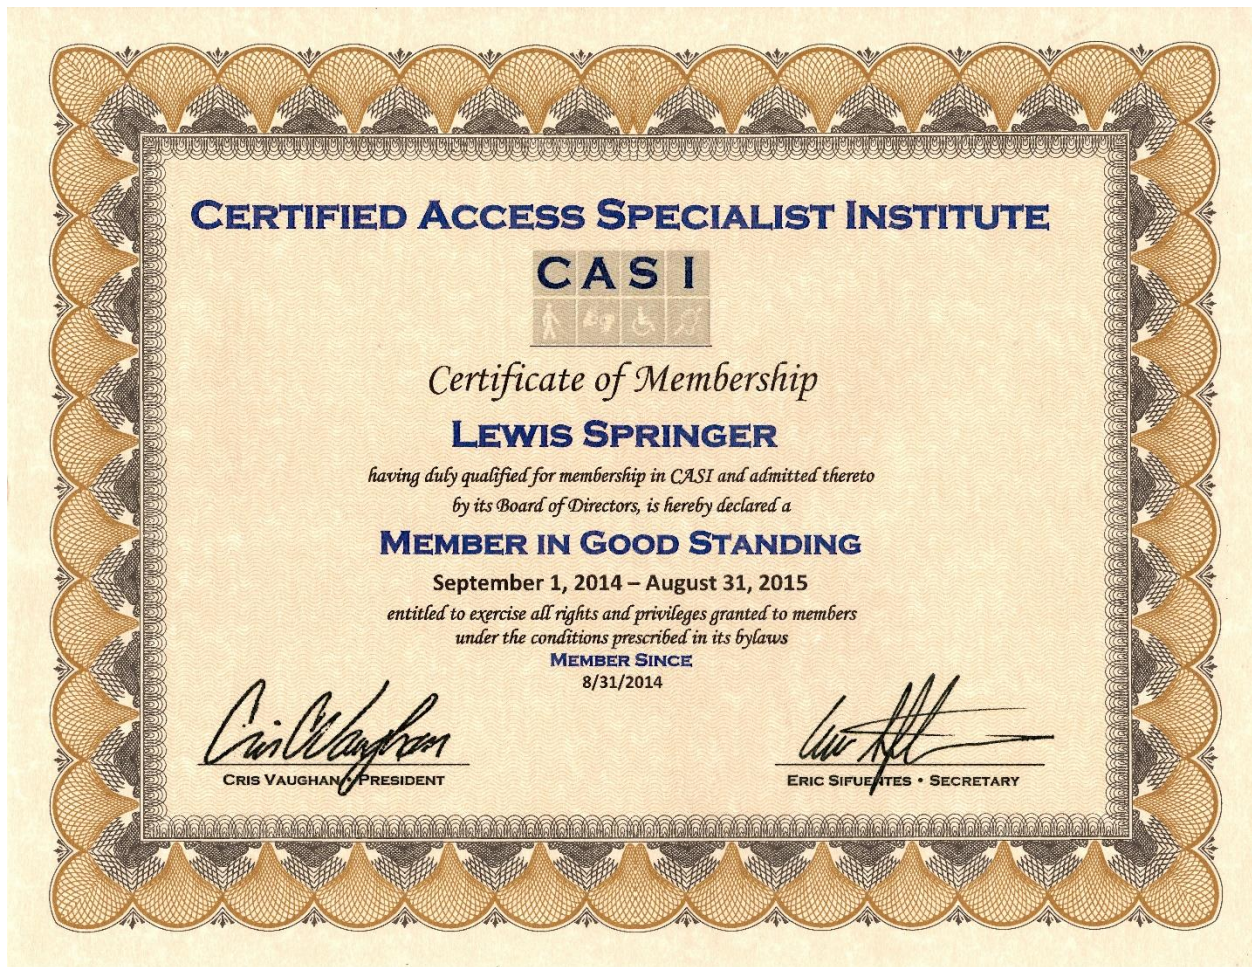 CERTIFIED ACCESS SPECIALIST INSTITUTE
CASI
Certificate of Membership
LEWIS SPRINGER
having duly qualified for membership in CASI and admitted thereto
by its Board of Directors, is hereby declared a
MEMBER IN GOOD STANDING
September 1, 2014 – August 31, 2015
entitled to exercise all rights and privileges granted to members
under the conditions prescribed in its bylaws
MEMBER SINCE
8/31/2014
Cris C Vaughan
CRIS VAUGHAN • PRESIDENT
ERIC SIFUENTES • SECRETARY